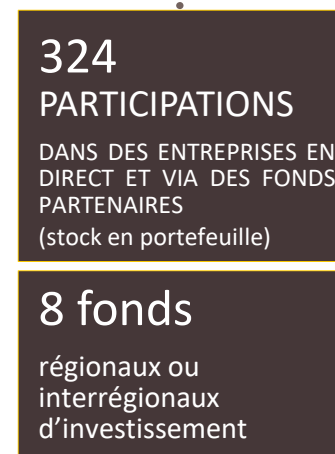 324
PARTICIPATIONS
DANS DES ENTREPRISES EN
DIRECT ET VIA DES FONDS
PARTENAIRES
(stock en portefeuille)
8 fonds
régionaux ou
interrégionaux
d’investissement